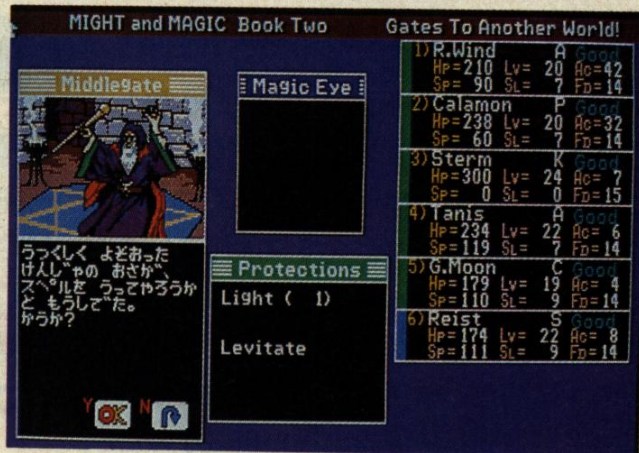 MIGHT and MAGIC Book Two Gates To Another World!
Middlegate
うつくしく よそおった
けんじゃの おさが、
スペルを うってやろうか
と もうしでた。
かうか?
Y OK N
Magic Eye
Protections
Light ( 1)
Levitate
1) R.Wind A Good
HP=210 LV= 20 AC=42
SP= 90 SL= 7 FD=14
2) Calamon P Good
HP=238 LV= 20 AC=32
SP= 60 SL= 7 FD=14
3) Sterm K Good
HP=300 LV= 24 AC= 7
SP= 0 SL= 0 FD=15
4) Tanis A Good
HP=234 LV= 22 AC= 6
SP=119 SL= 7 FD=14
5) G.Moon C Good
HP=179 LV= 19 AC= 4
SP=110 SL= 9 FD=14
6) Reist S Good
HP=174 LV= 22 AC= 8
SP=111 SL= 9 FD=14